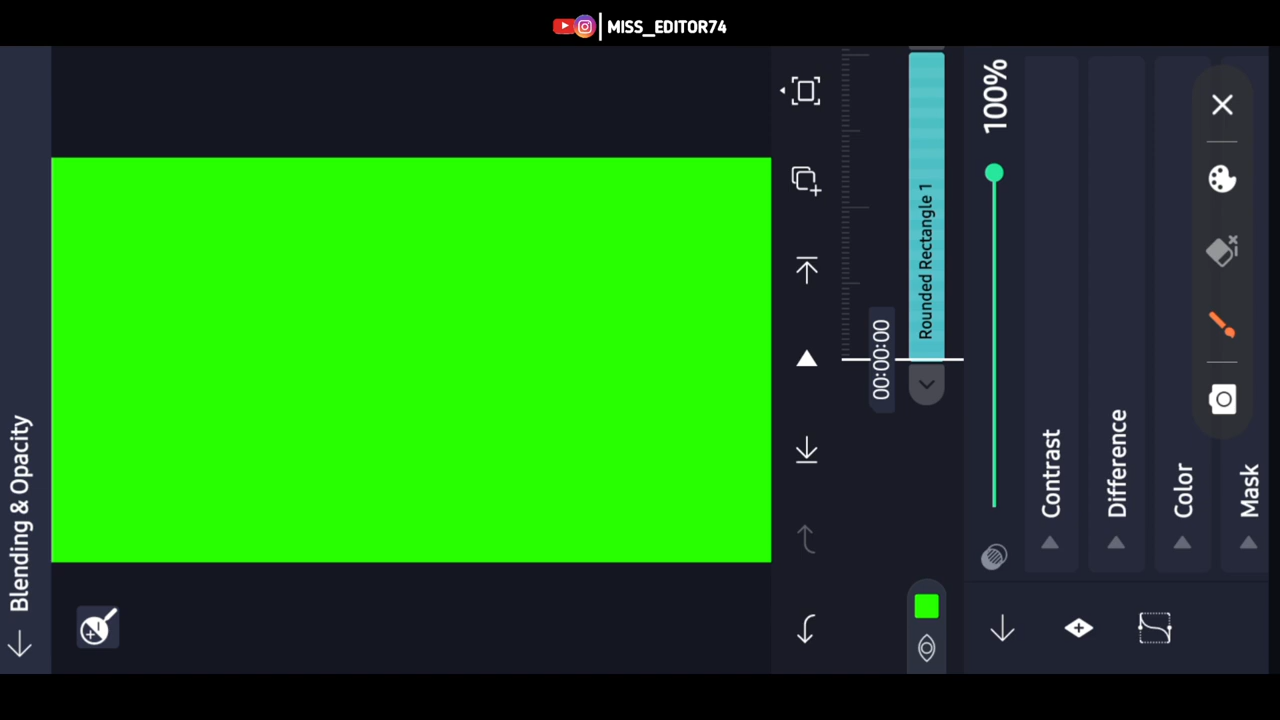 MISS_EDITOR74
Blending & Opacity
00:00:00
Rounded Rectangle 1
100%
Contrast
Difference
Color
Mask